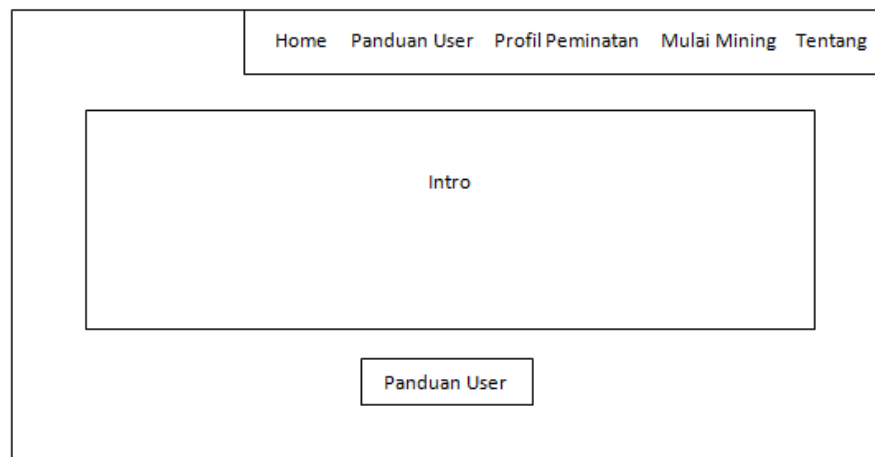 Home Panduan User Profil Peminatan Mulai Mining Tentang
Intro
Panduan User